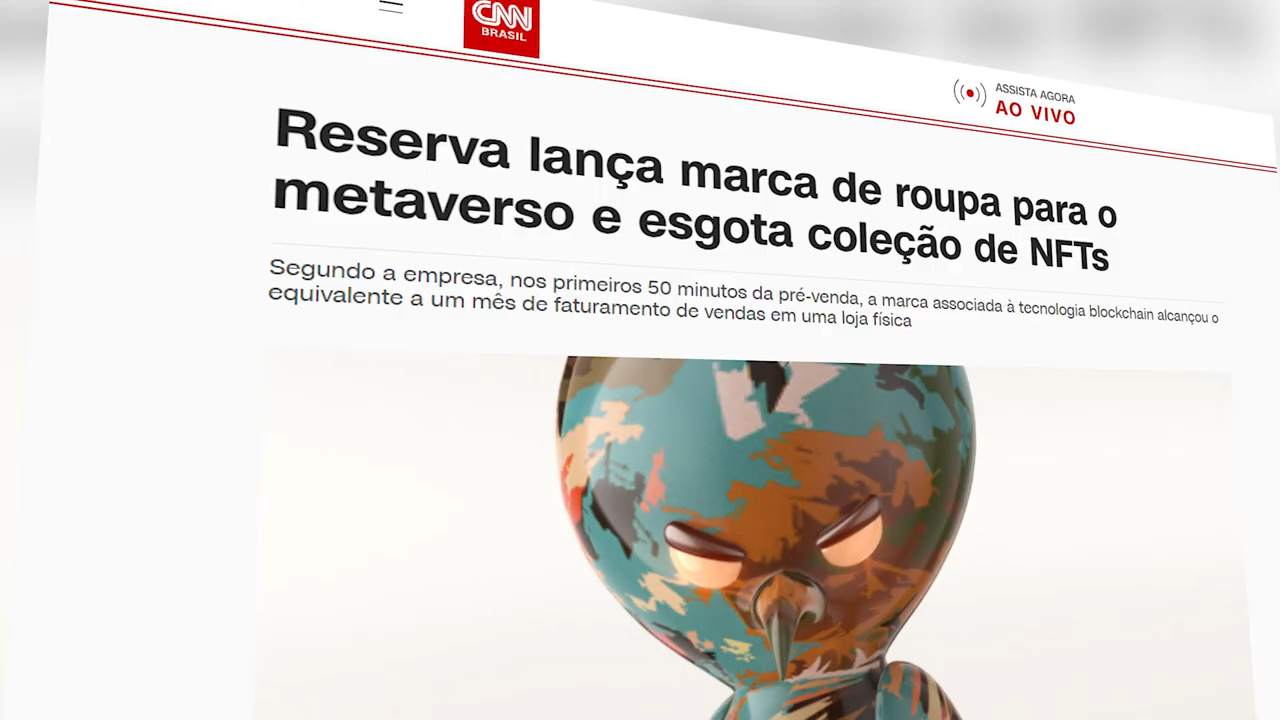 CNN
BRASIL
ASSISTA AGORA
AO VIVO
Reserva lança marca de roupa para o
metaverso e esgota coleção de NFTs
Segundo a empresa, nos primeiros 50 minutos da pré-venda, a marca associada à tecnologia blockchain alcançou o
equivalente a um mês de faturamento de vendas em uma loja física